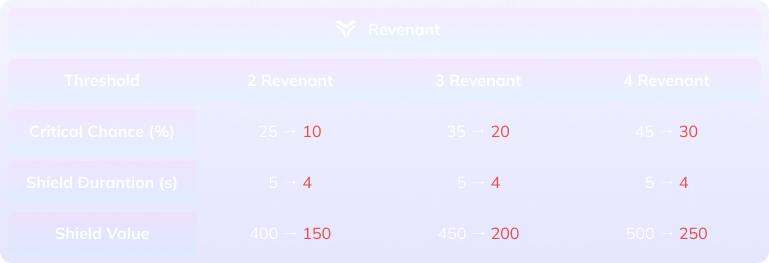 Revenant
Threshold 2 Revenant 3 Revenant 4 Revenant
Critical Chance (%) 25 → 10 35 → 20 45 → 30
Shield Durantion (s) 5 → 4 5 → 4 5 → 4
Shield Value 400 → 150 450 → 200 500 → 250